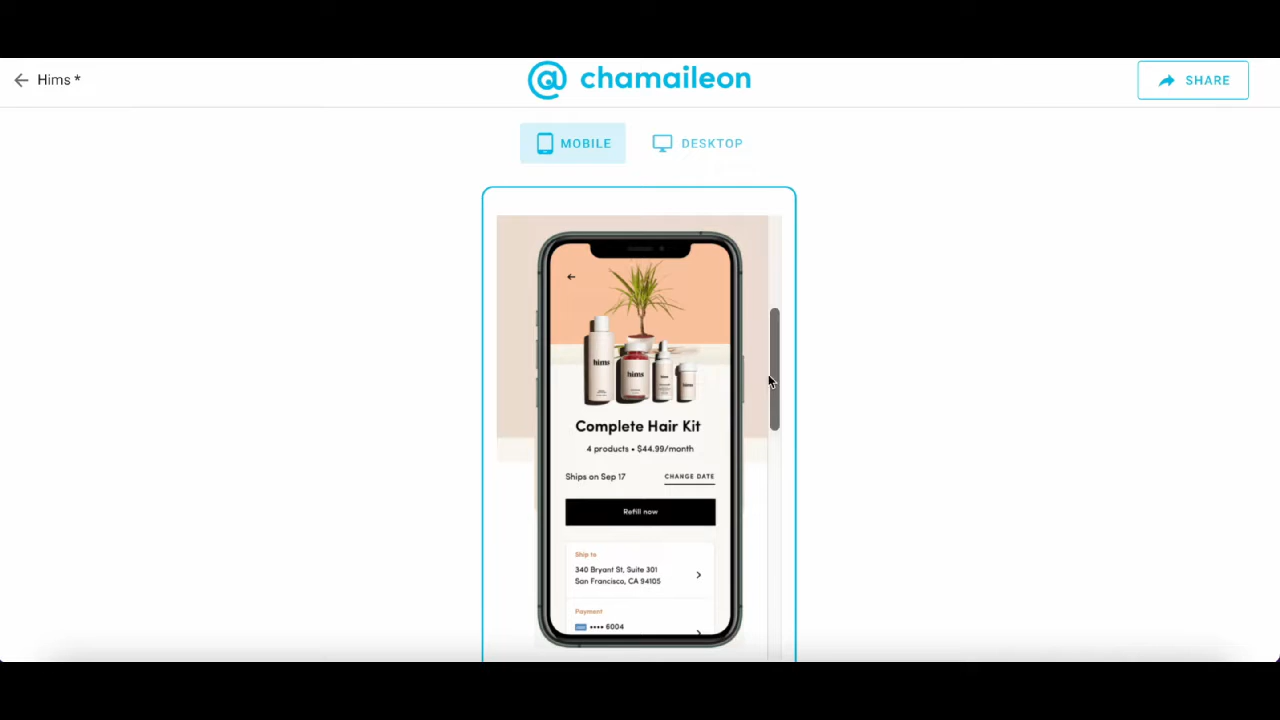 Hims *
@ chamaileon
SHARE
MOBILE
DESKTOP
hims
hims
hims
hims
Complete Hair Kit
4 products • $44.99/month
Ships on Sep 17
CHANGE DATE
Refill now
Ship to
340 Bryant St, Suite 301
San Francisco, CA 94105
Payment
•••• 6004